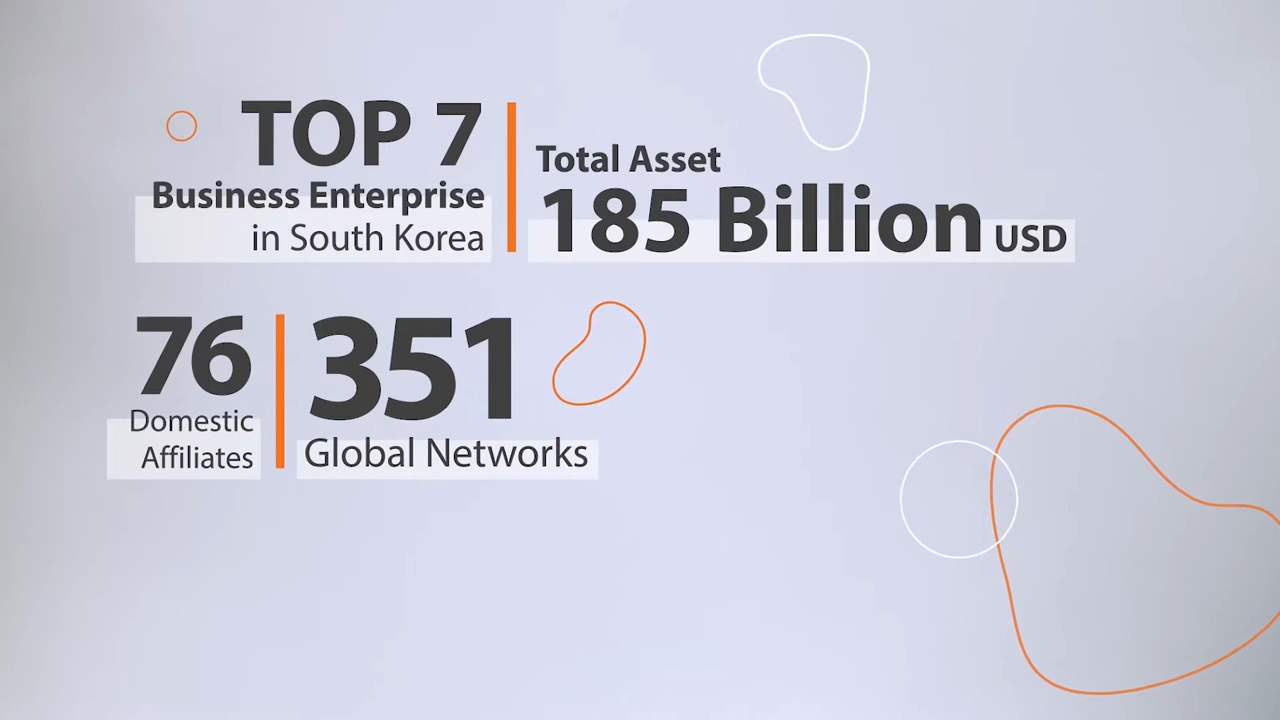 TOP 7
Business Enterprise
in South Korea
Total Asset
185 Billion USD
76
Domestic
Affiliates
351
Global Networks